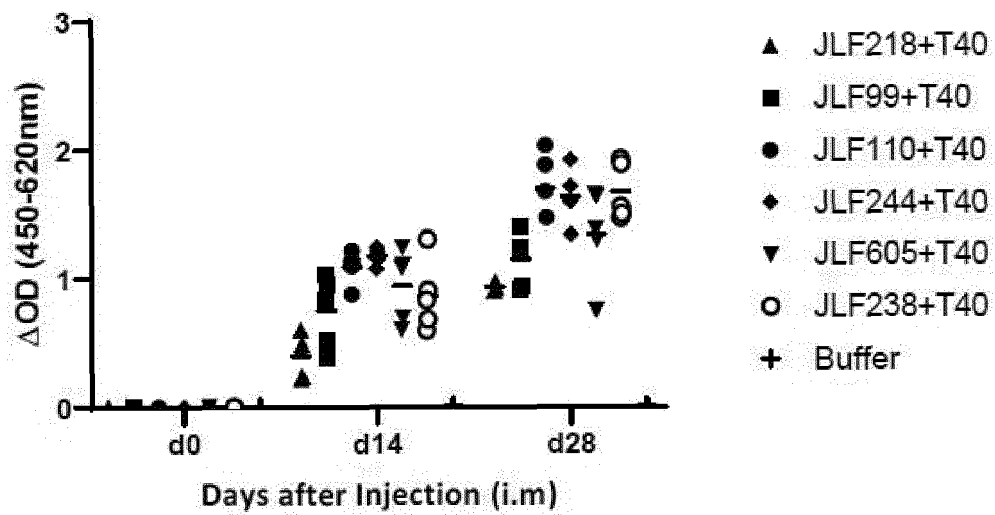 3
2
1
0
ΔOD (450-620nm)
d0
d14
d28
Days after Injection (i.m)
JLF218+T40
JLF99+T40
JLF110+T40
JLF244+T40
JLF605+T40
JLF238+T40
Buffer